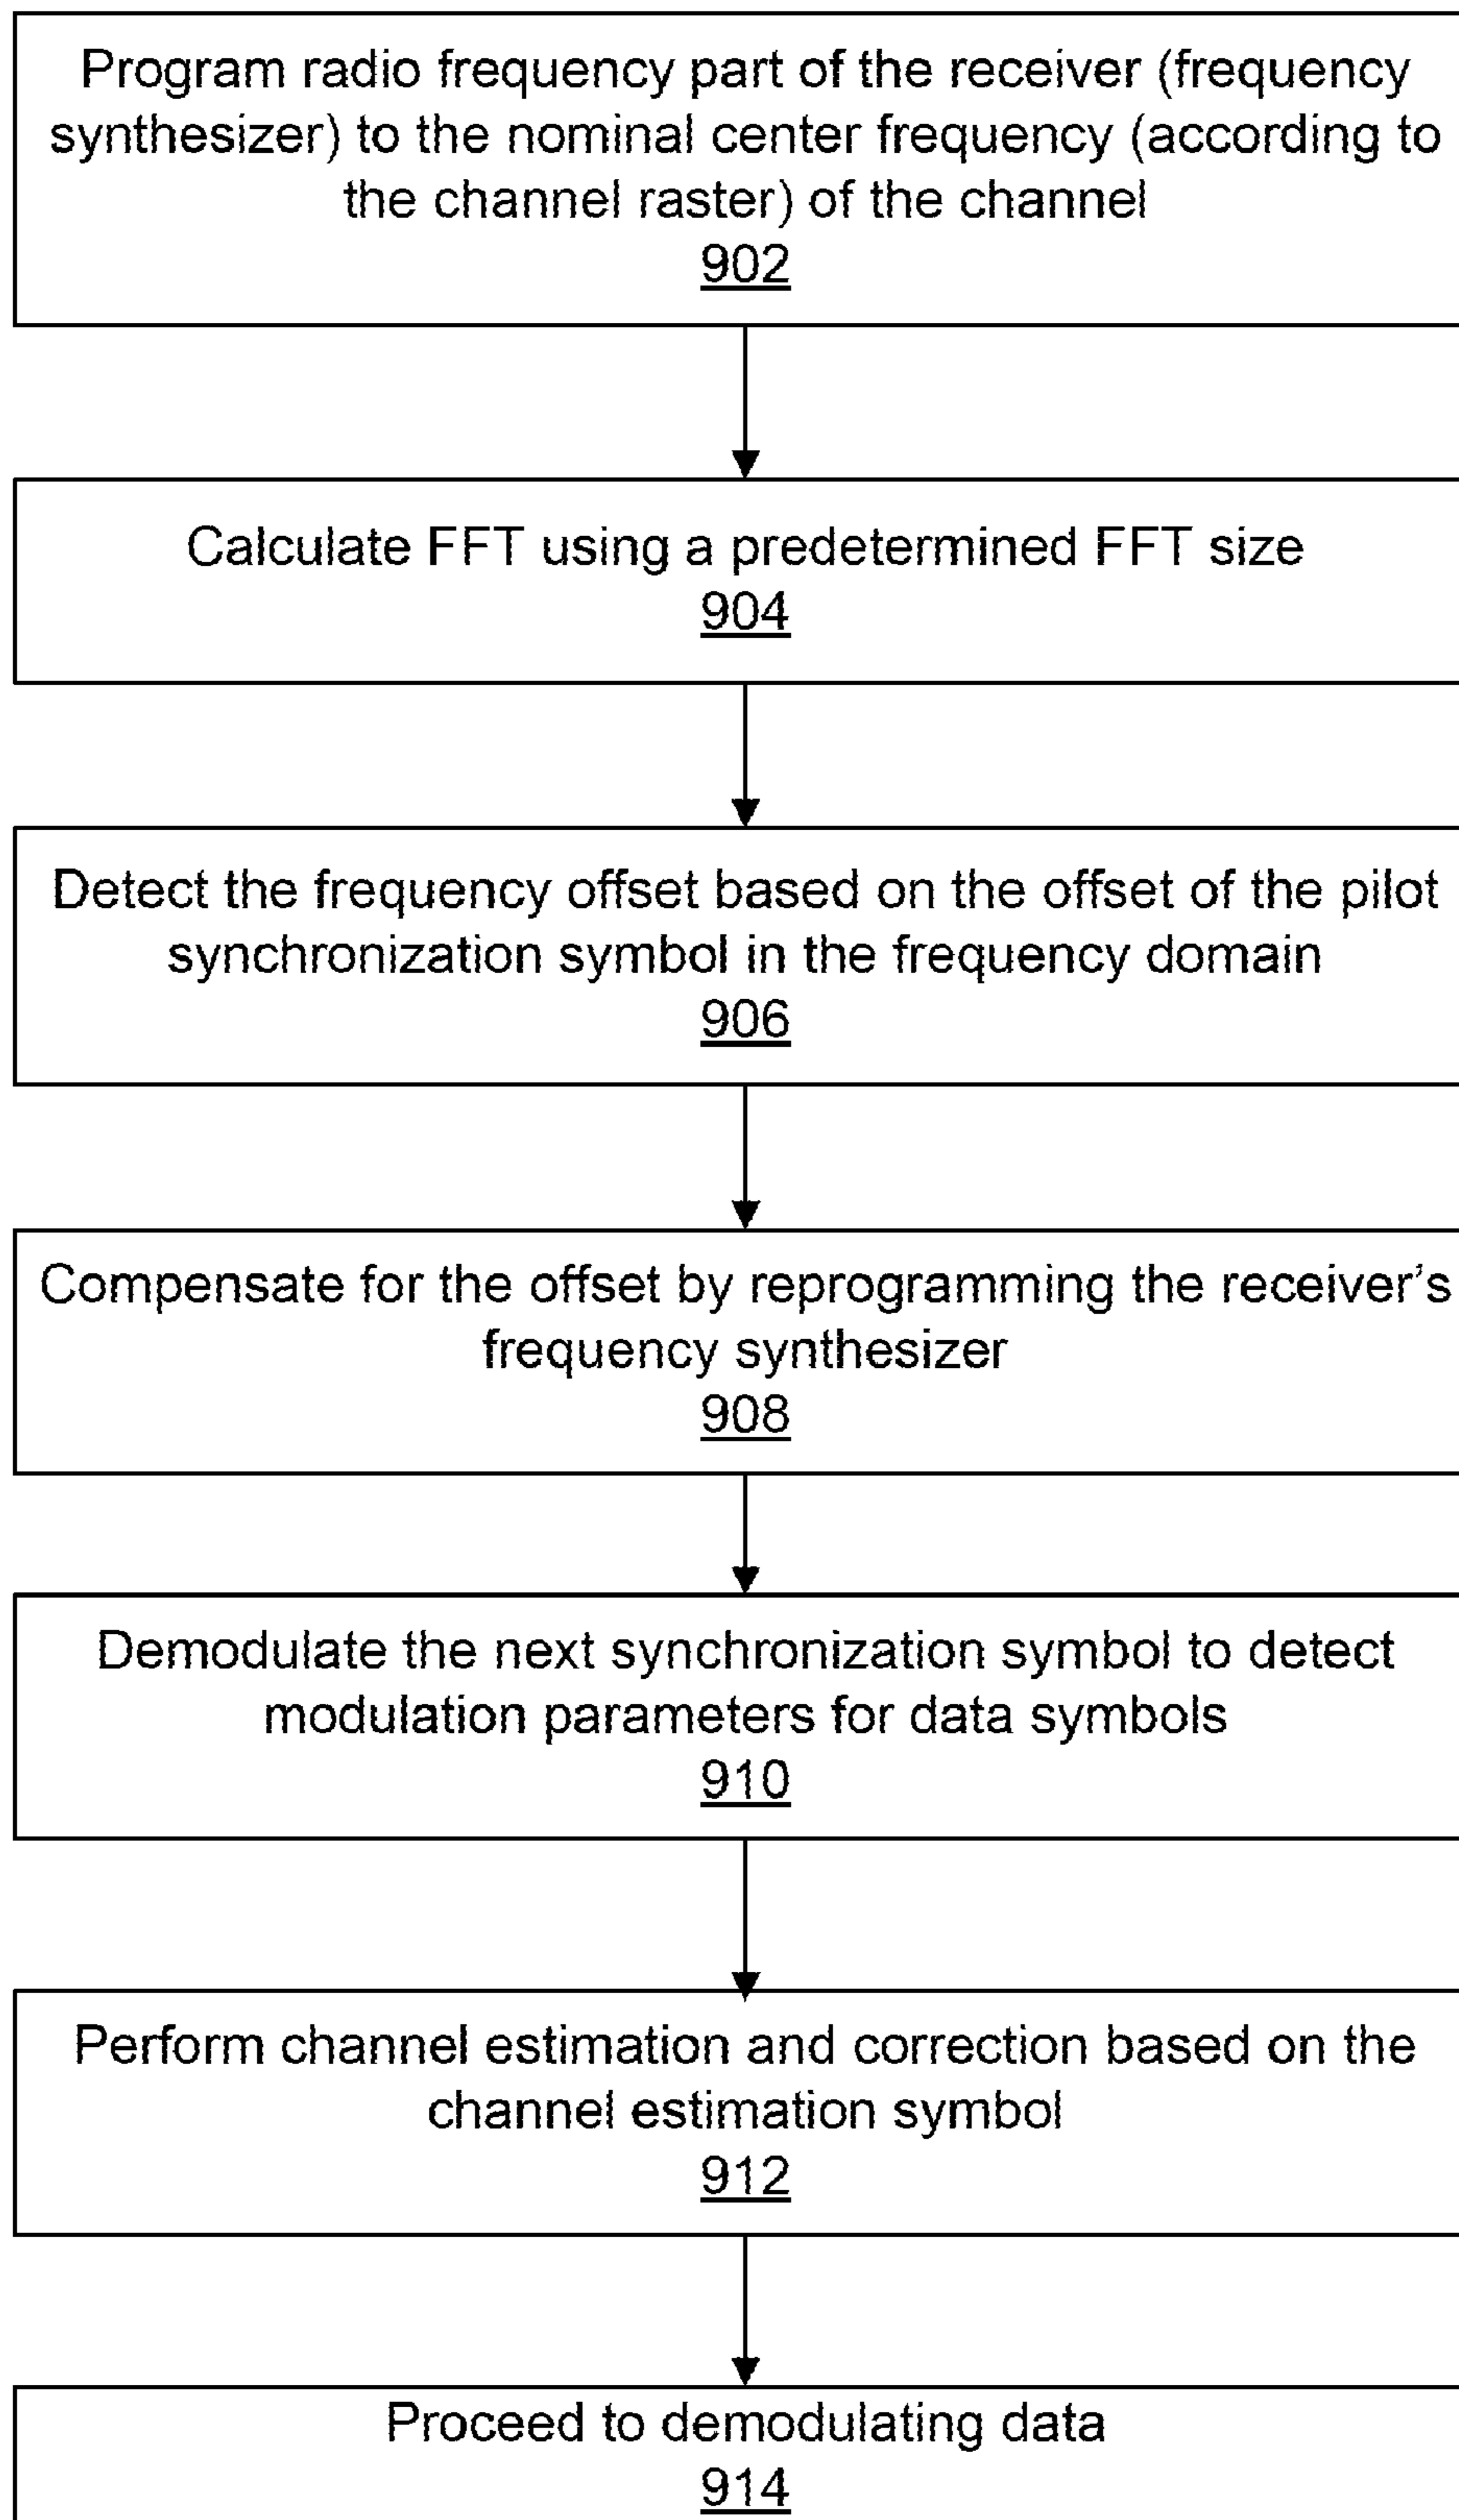 Program radio frequency part of the receiver (frequency
synthesizer) to the nominal center frequency (according to
the channel raster) of the channel
902
Calculate FFT using a predetermined FFT size
904
Detect the frequency offset based on the offset of the pilot
synchronization symbol in the frequency domain
906
Compensate for the offset by reprogramming the receiver's
frequency synthesizer
908
Demodulate the next synchronization symbol to detect
modulation parameters for data symbols
910
Perform channel estimation and correction based on the
channel estimation symbol
912
Proceed to demodulating data
914